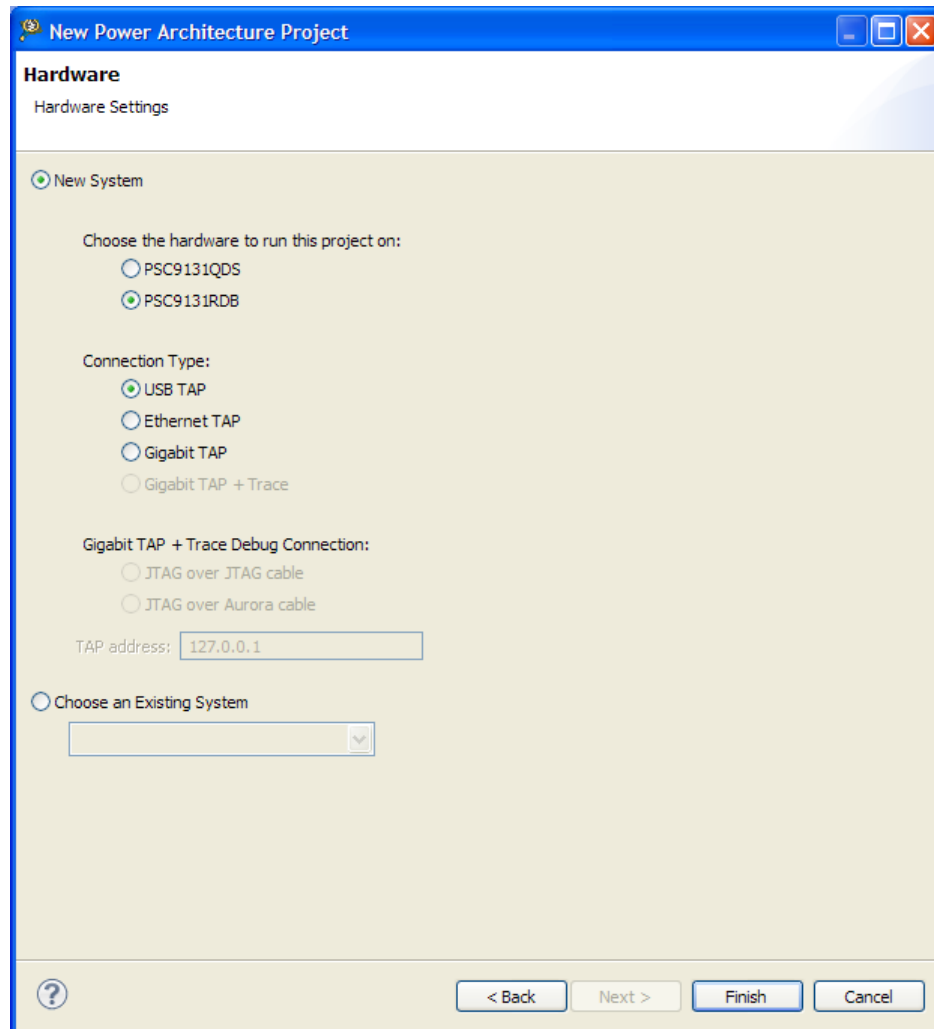 New Power Architecture Project
Hardware
Hardware Settings
New System
Choose the hardware to run this project on:
PSC9131QDS
PSC9131RDB
Connection Type:
USB TAP
Ethernet TAP
Gigabit TAP
Gigabit TAP + Trace
Gigabit TAP + Trace Debug Connection:
JTAG over JTAG cable
JTAG over Aurora cable
TAP address: 127.0.0.1
Choose an Existing System
? < Back Next > Finish Cancel